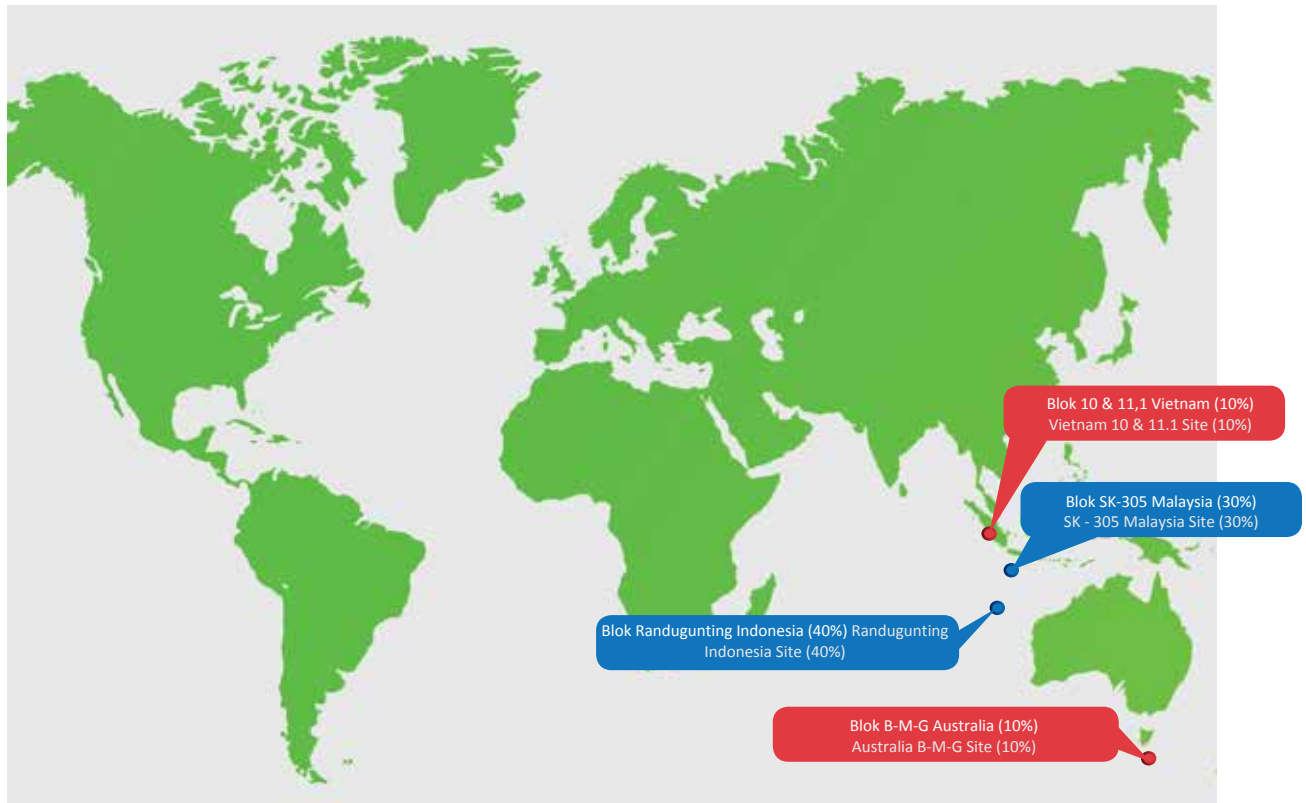 Blok 10 & 11,1 Vietnam (10%)
Vietnam 10 & 11.1 Site (10%)
Blok SK-305 Malaysia (30%)
SK - 305 Malaysia Site (30%)
Blok Randugunting Indonesia (40%) Randugunting
Indonesia Site (40%)
Blok B-M-G Australia (10%)
Australia B-M-G Site (10%)